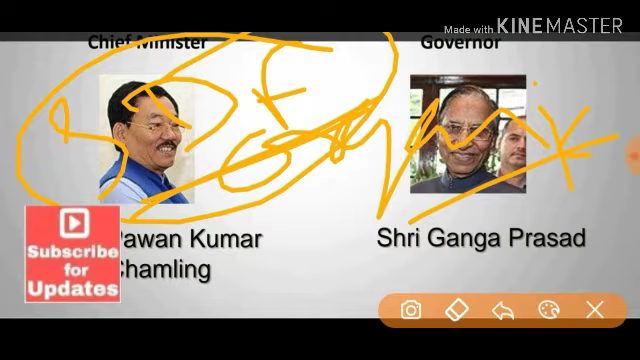 Made with KINEMASTER
Chief Minister
Governor
Pawan Kumar
Chamling
Shri Ganga Prasad
Subscribe
for
Updates